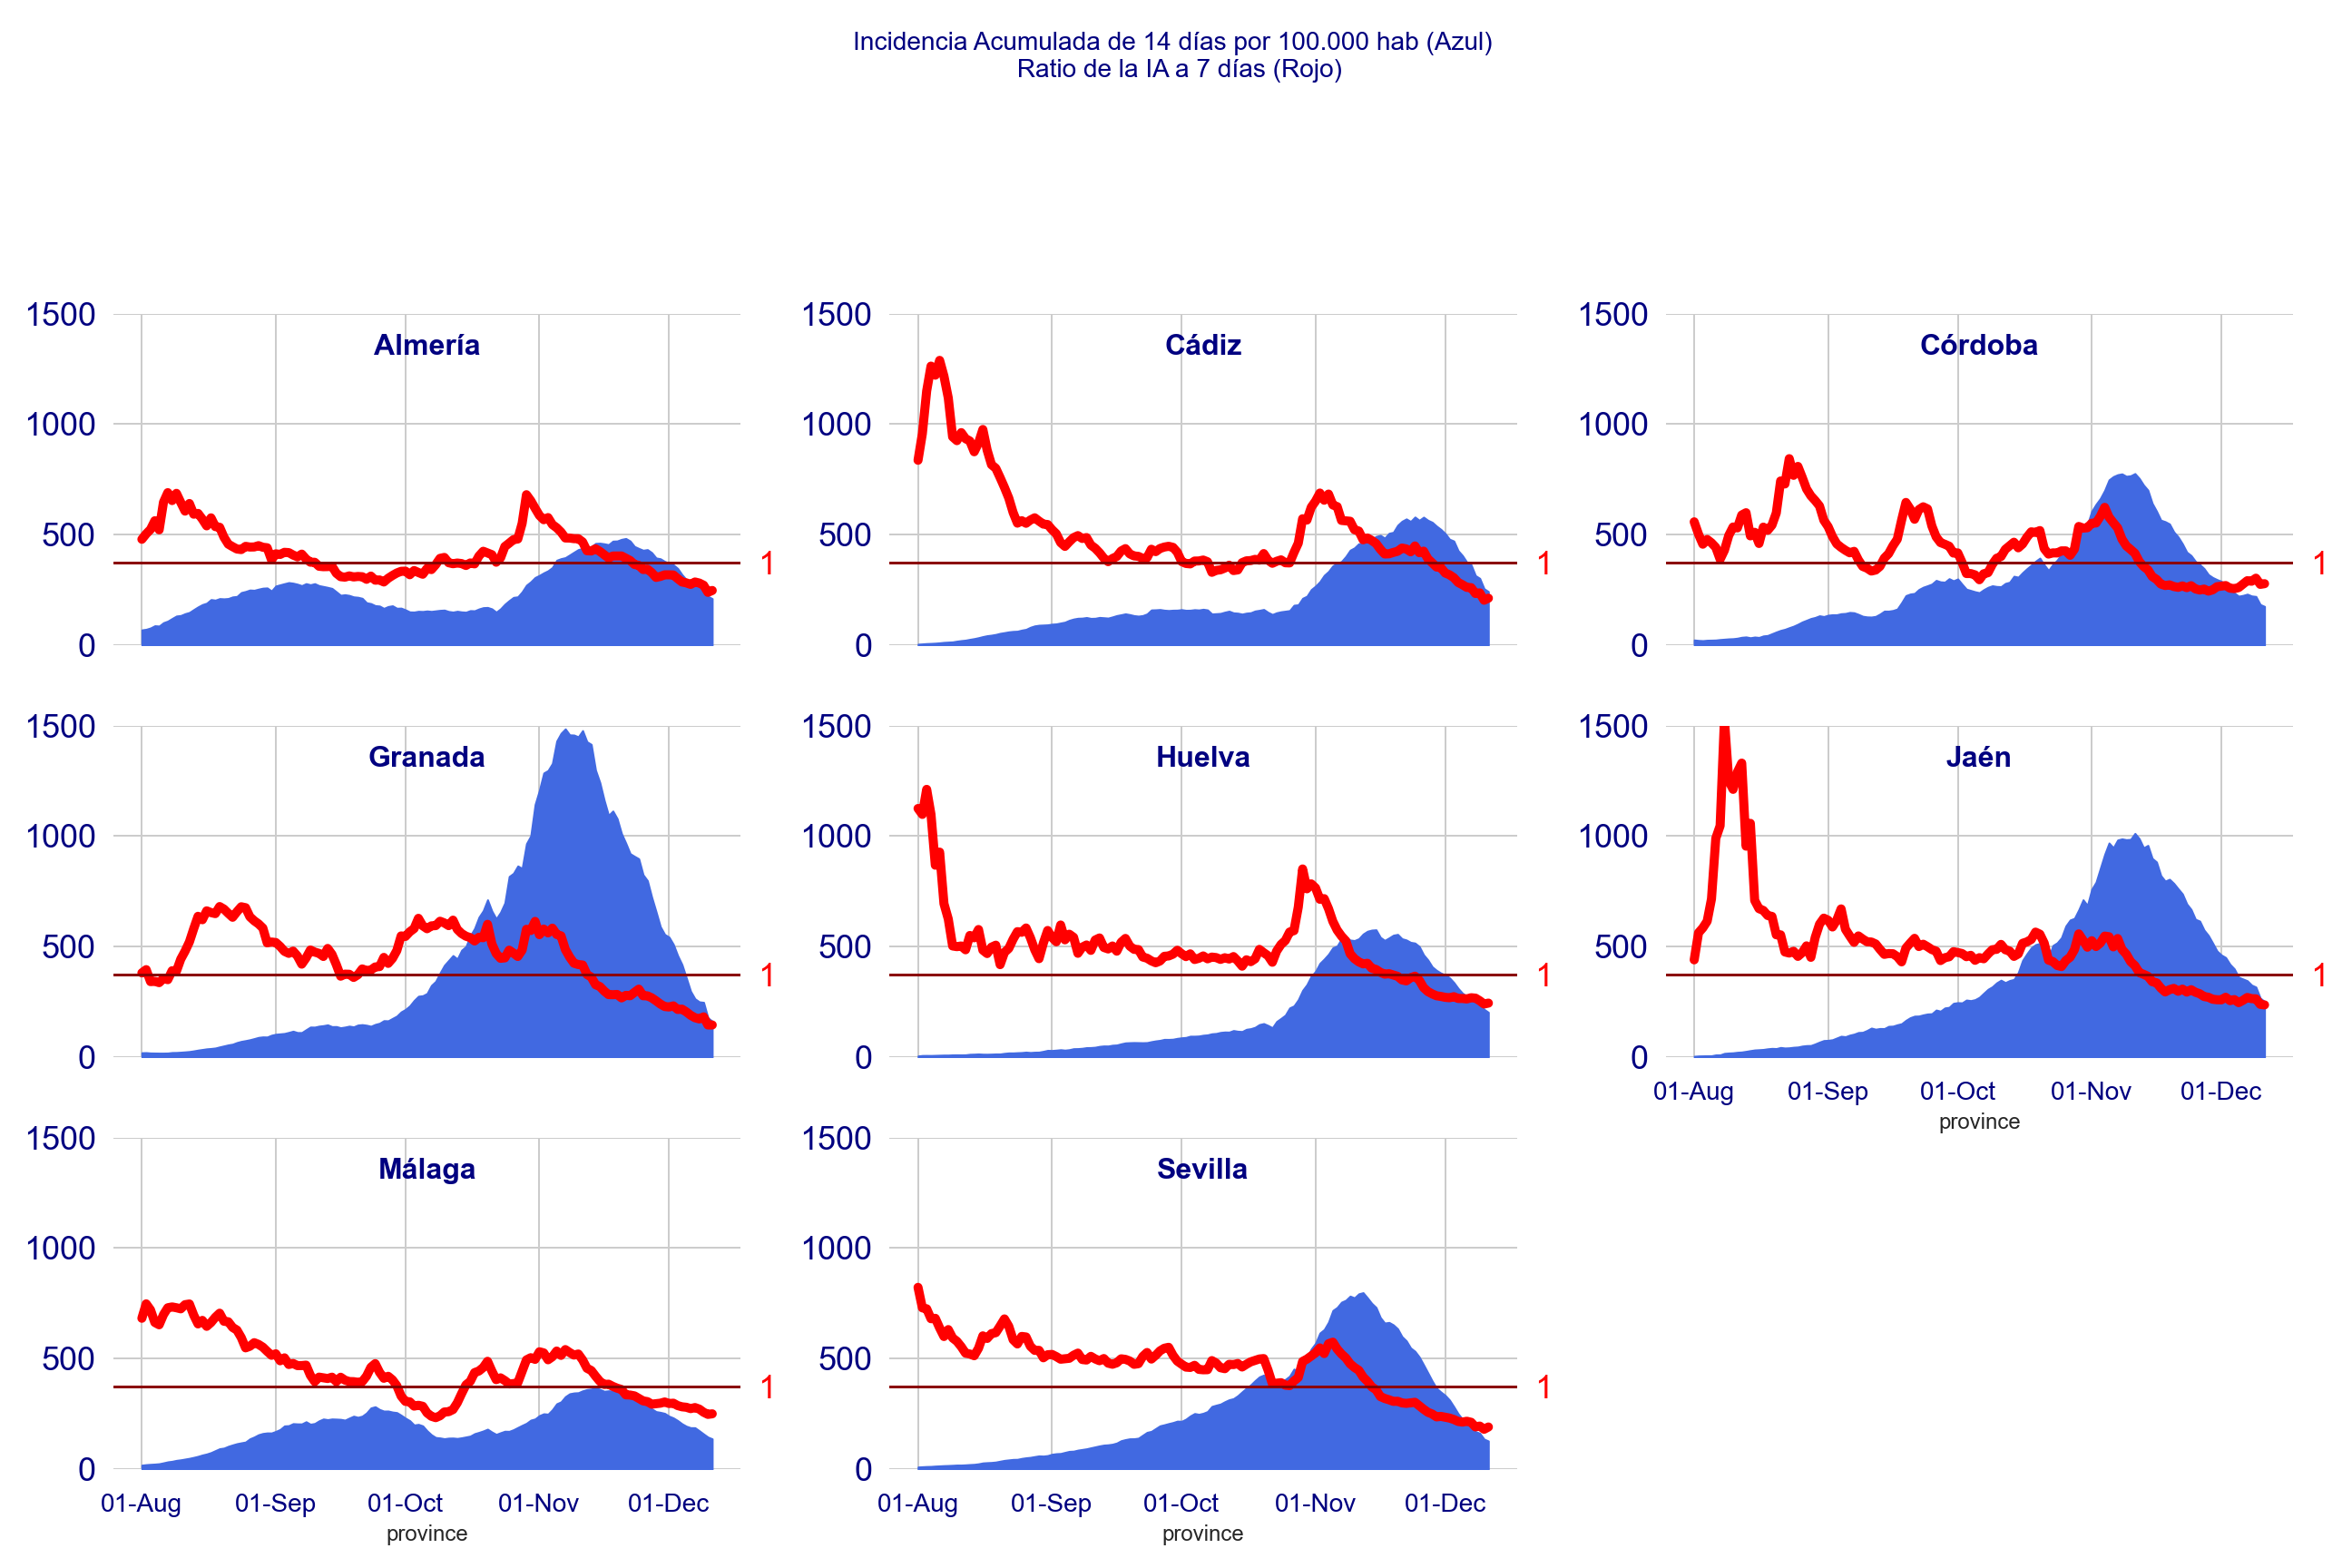 Incidencia Acumulada de 14 días por 100.000 hab (Azul)
Ratio de la IA a 7 días (Rojo)
1500
1000
500
0
Almería
1
1500
1000
500
0
Cádiz
1
1500
1000
500
0
Córdoba
1
1500
1000
500
0
Granada
1
1500
1000
500
0
Huelva
1
1500
1000
500
0
Jaén
1
01-Aug 01-Sep 01-Oct 01-Nov 01-Dec
province
1500
1000
500
0
Málaga
1
01-Aug 01-Sep 01-Oct 01-Nov 01-Dec
province
1500
1000
500
0
Sevilla
1
01-Aug 01-Sep 01-Oct 01-Nov 01-Dec
province